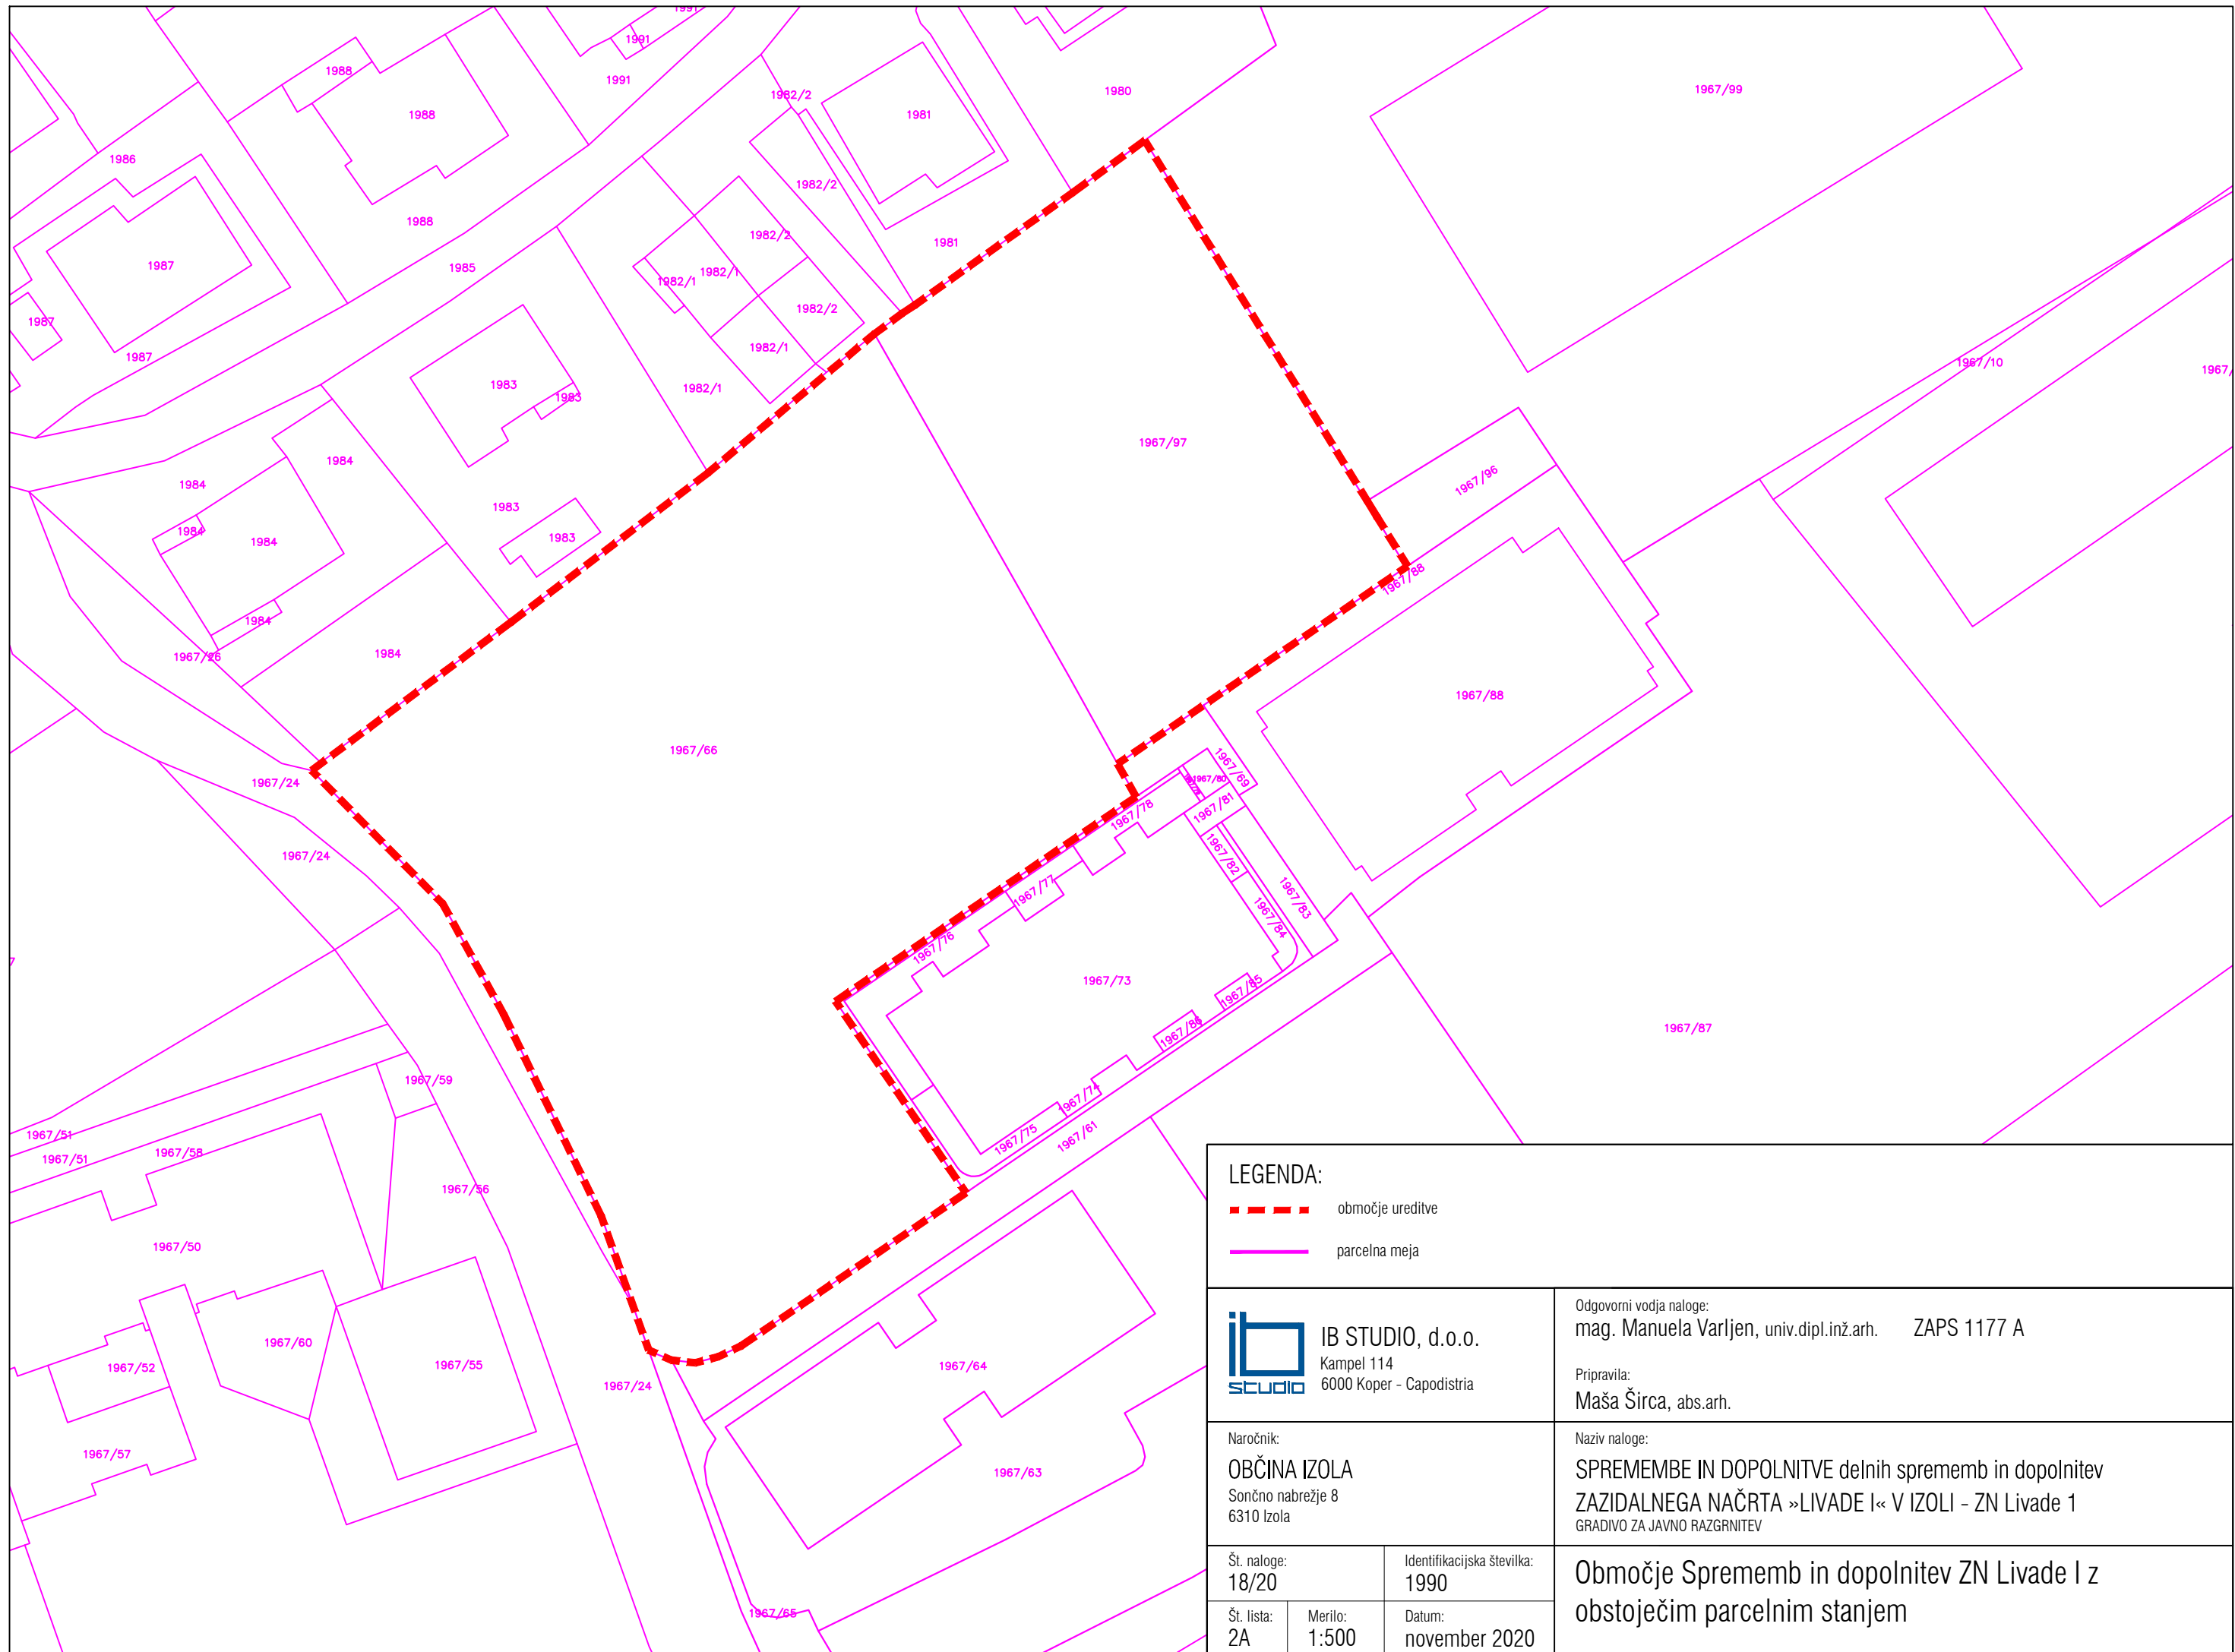 1991
1991
1988
1991
1982/2
1980
1967/99
1988
1981
1986
1982/2
1988
1982/2
1981
1987
1985
1982/1
1982/1
1982/2
1987
1982/1
1987
1967/10
1967/
1983
1982/1
1983
1967/97
1984
1967/96
1984
1983
1984
1984
1983
1967/88
1984
1984
1967/26
1967/88
1967/66
1967/69
1967/80
1967/24
1967/78
1967/81
1967/24
1967/82
1967/77
1967/83
1967/84
1967/76
7
1967/73
1967/85
1967/87
1967/86
1967/59
1967/74
1967/51
1967/75
1967/61
1967/58
1967/51
1967/56
1967/50
1967/60
1967/52
1967/55
1967/64
1967/24
1967/57
1967/63
1967/65
LEGENDA:
območje ureditve
parcelna meja
ib
studio
IB STUDIO, d.o.o.
Kampel 114
6000 Koper - Capodistria
Odgovorni vodja naloge:
mag. Manuela Varljen, univ.dipl.inž.arh. ZAPS 1177 A
Pripravila:
Maša Širca, abs.arh.
Naročnik:
OBČINA IZOLA
Sončno nabrežje 8
6310 Izola
Naziv naloge:
SPREMEMBE IN DOPOLNITVE delnih sprememb in dopolnitev
ZAZIDALNEGA NAČRTA »LIVADE I« V IZOLI - ZN Livade 1
GRADIVO ZA JAVNO RAZGRNITEV
Št. naloge:
18/20
Identifikacijska številka:
1990
Št. lista:
2A
Merilo:
1:500
Datum:
november 2020
Območje Sprememb in dopolnitev ZN Livade I z
obstoječim parcelnim stanjem